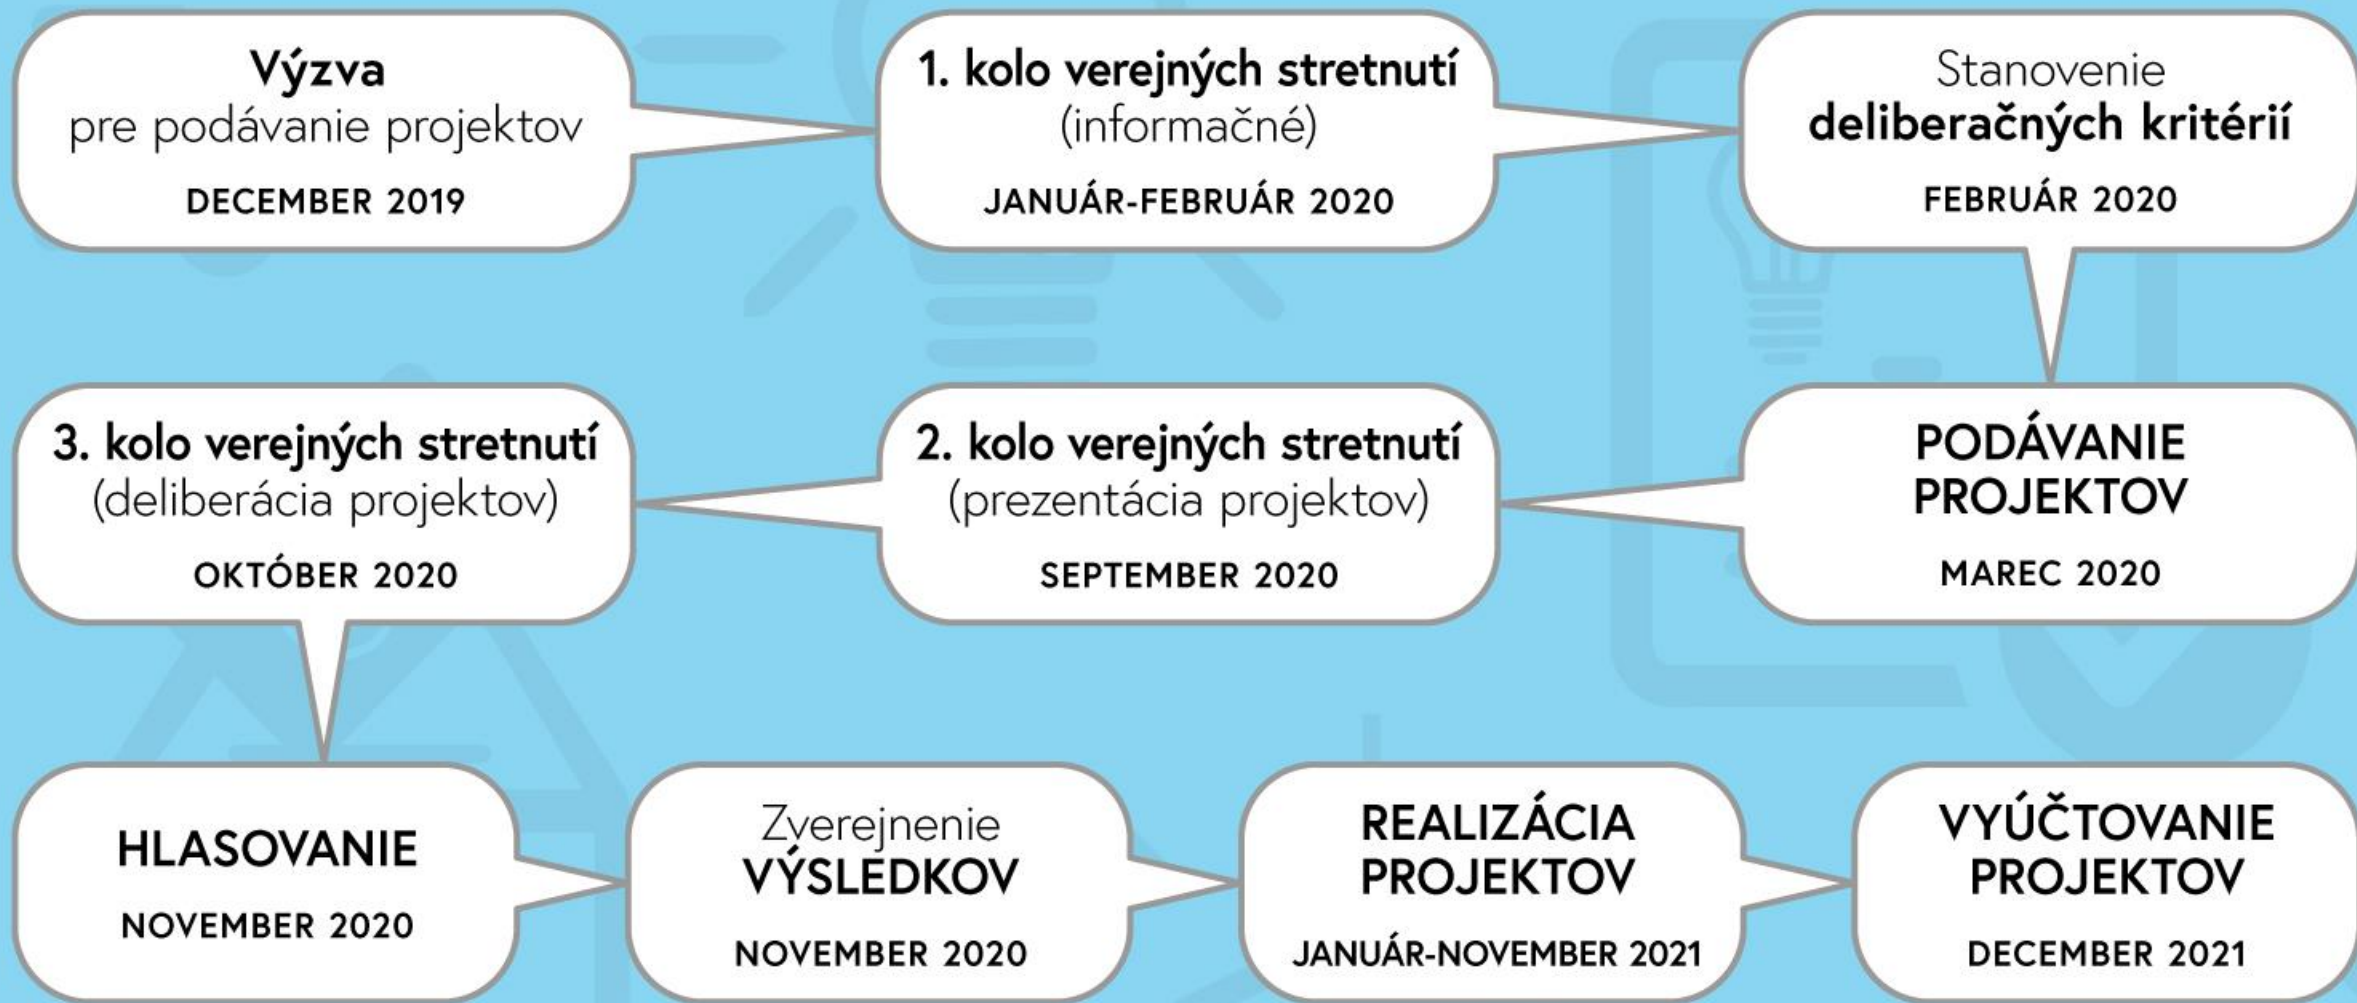 Výzva
pre podávanie projektov
DECEMBER 2019
1. kolo verejných stretnutí
(informačné)
JANUÁR-FEBRUÁR 2020
Stanovenie
deliberačných kritérií
FEBRUÁR 2020
PODÁVANIE
PROJEKTOV
MAREC 2020
2. kolo verejných stretnutí
(prezentácia projektov)
SEPTEMBER 2020
3. kolo verejných stretnutí
(deliberácia projektov)
OKTÓBER 2020
HLASOVANIE
NOVEMBER 2020
Zverejnenie
VÝSLEDKOV
NOVEMBER 2020
REALIZÁCIA
PROJEKTOV
JANUÁR-NOVEMBER 2021
VYÚČTOVANIE
PROJEKTOV
DECEMBER 2021